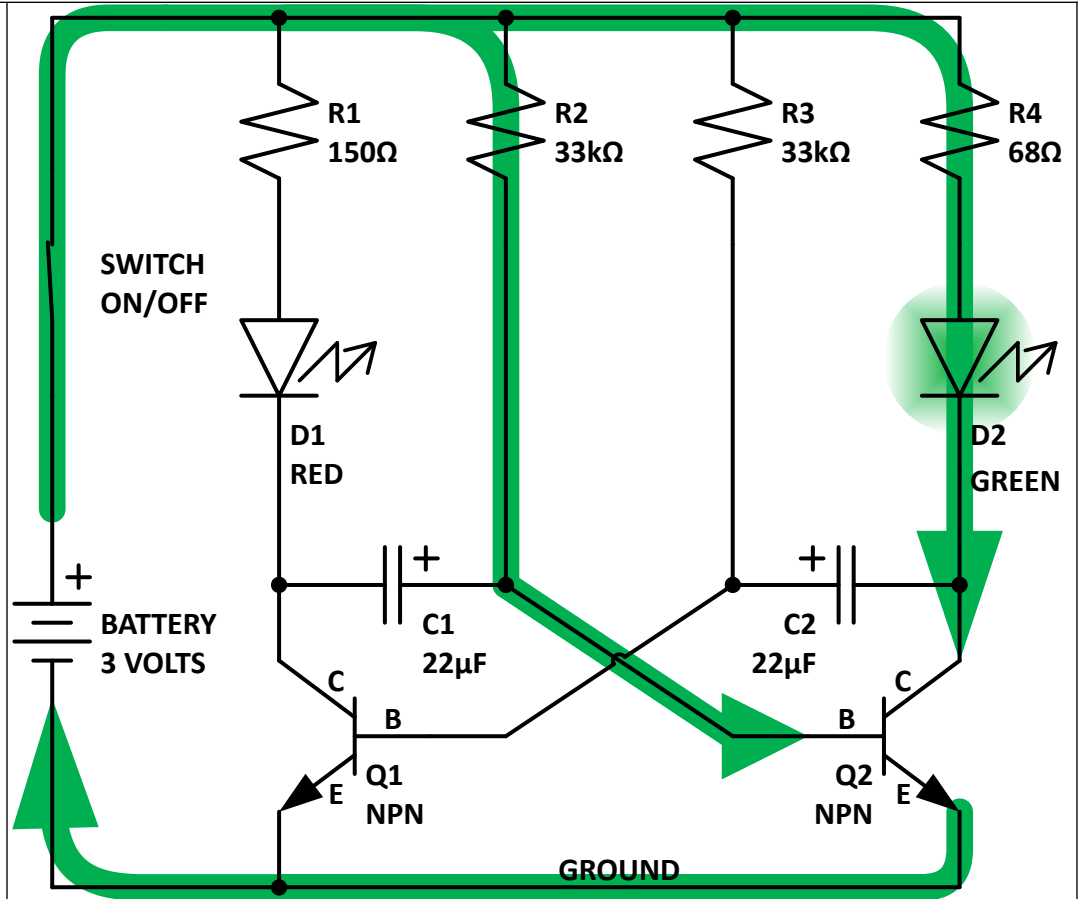 R1
150Ω
R2
33kΩ
R3
33kΩ
R4
68Ω
SWITCH
ON/OFF
D1
RED
D2
GREEN
+
BATTERY
3 VOLTS
+
C1
22µF
+
C2
22µF
C
B
E
Q1
NPN
C
B
E
Q2
NPN
GROUND